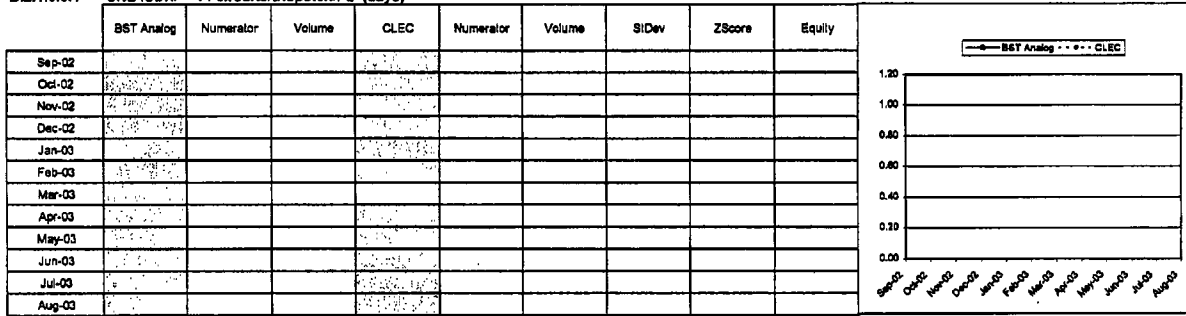 (days)
BST Analog Numerator Volume CLEC Numerator Volume StDev ZScore Equity
Sep-02
Oct-02
Nov-02
Dec-02
Jan-03
Feb-03
Mar-03
Apr-03
May-03
Jun-03
Jul-03
Aug-03
BST Analog CLEC
1.20
1.00
0.80
0.60
0.40
0.20
0.00
Sep-02 Oct-02 Nov-02 Dec-02 Jan-03 Feb-03 Mar-03 Apr-03 May-03 Jun-03 Jul-03 Aug-03